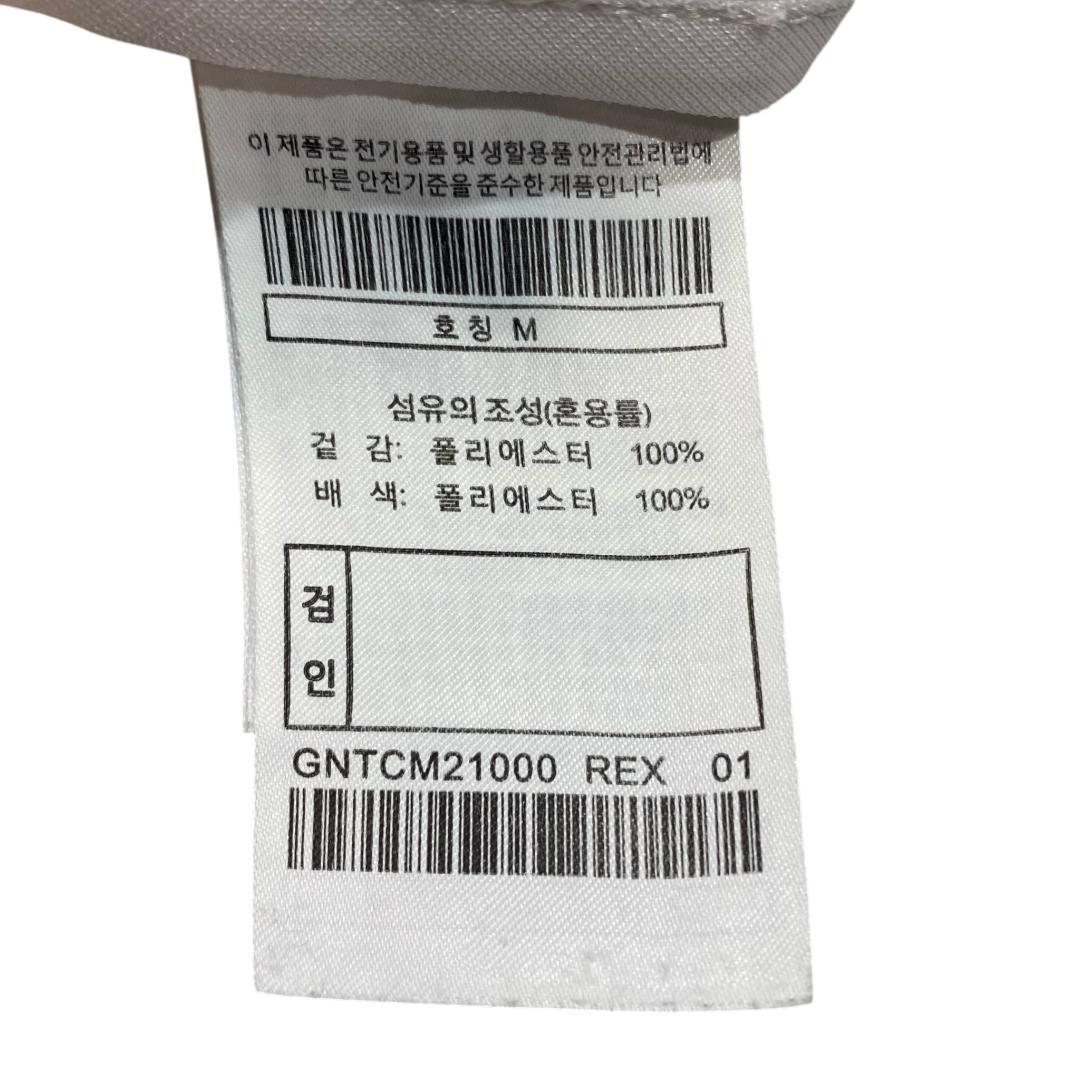 이 제품은 전기용품 및 생활용품 안전관리법에
따른 안전기준을 준수한 제품입니다
호칭 M
섬유의 조성(혼용률)
겉 감: 폴리에스터 100%
배 색: 폴리에스터 100%
검
인
GNTCM21000 REX 01